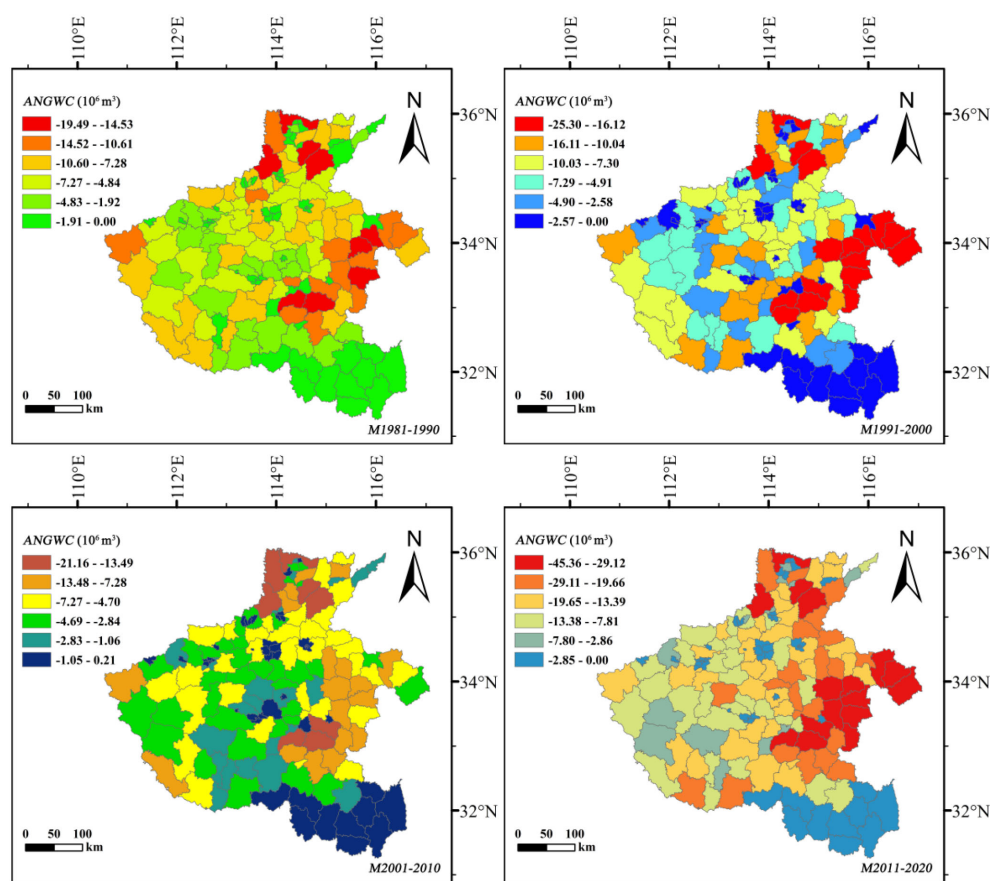 110°E 112°E 114°E 116°E 110°E 112°E 114°E 116°E
ANGWC (10⁶ m³)
-19.49 - -14.53
-14.52 - -10.61
-10.60 - -7.28
-7.27 - -4.84
-4.83 - -1.92
-1.91 - 0.00
N
0 50 100
km
M1981-1990
ANGWC (10⁶ m³)
-25.30 - -16.12
-16.11 - -10.04
-10.03 - -7.30
-7.29 - -4.91
-4.90 - -2.58
-2.57 - 0.00
N
0 50 100
km
M1991-2000
36°N
34°N
32°N
36°N
34°N
32°N
110°E 112°E 114°E 116°E 110°E 112°E 114°E 116°E
ANGWC (10⁶ m³)
-21.16 - -13.49
-13.48 - -7.28
-7.27 - -4.70
-4.69 - -2.84
-2.83 - -1.06
-1.05 - 0.21
N
0 50 100
km
M2001-2010
ANGWC (10⁶ m³)
-45.36 - -29.12
-29.11 - -19.66
-19.65 - -13.39
-13.38 - -7.81
-7.80 - -2.86
-2.85 - 0.00
N
0 50 100
km
M2011-2020
36°N
34°N
32°N
36°N
34°N
32°N